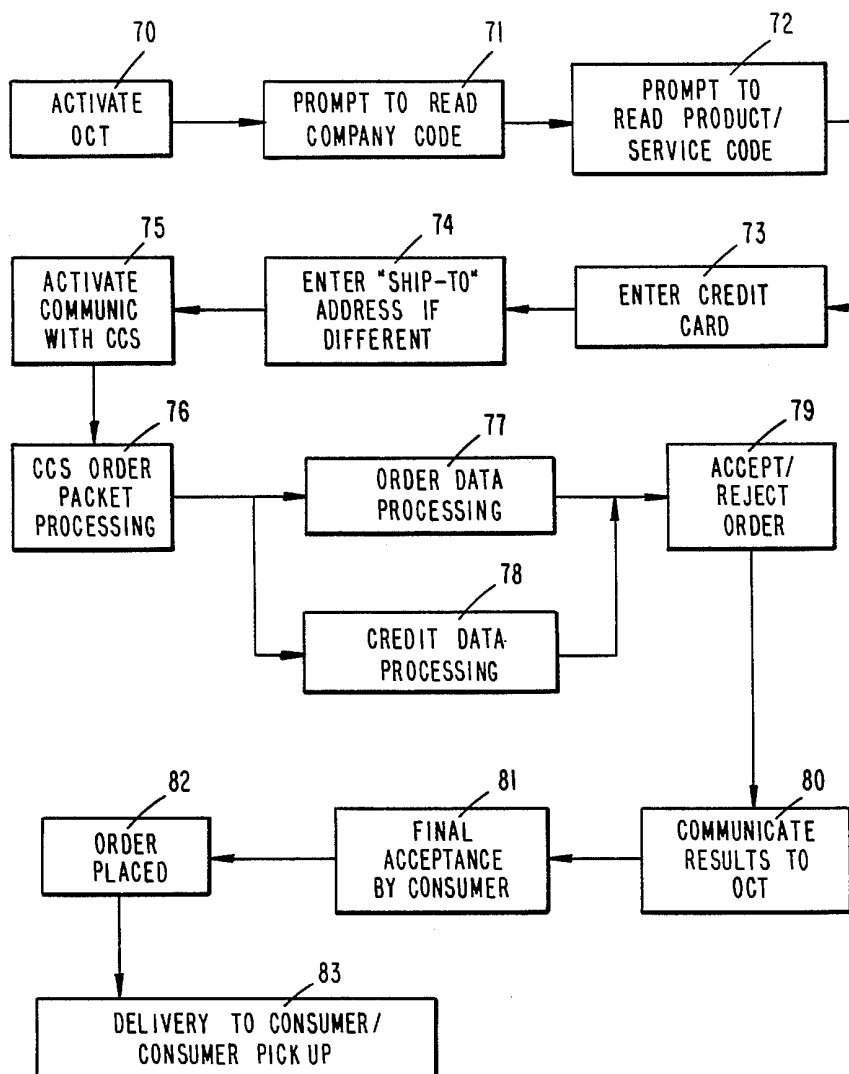 70
ACTIVATE
OCT
71
PROMPT TO READ
COMPANY CODE
72
PROMPT TO
READ PRODUCT/
SERVICE CODE
73
ENTER CREDIT
CARD
74
ENTER "SHIP-TO"
ADDRESS IF
DIFFERENT
75
ACTIVATE
COMMUNIC
WITH CCS
76
CCS ORDER
PACKET
PROCESSING
77
ORDER DATA
PROCESSING
78
CREDIT DATA
PROCESSING
79
ACCEPT/
REJECT
ORDER
80
COMMUNICATE
RESULTS TO
OCT
81
FINAL
ACCEPTANCE
BY CONSUMER
82
ORDER
PLACED
83
DELIVERY TO CONSUMER/
CONSUMER PICK UP